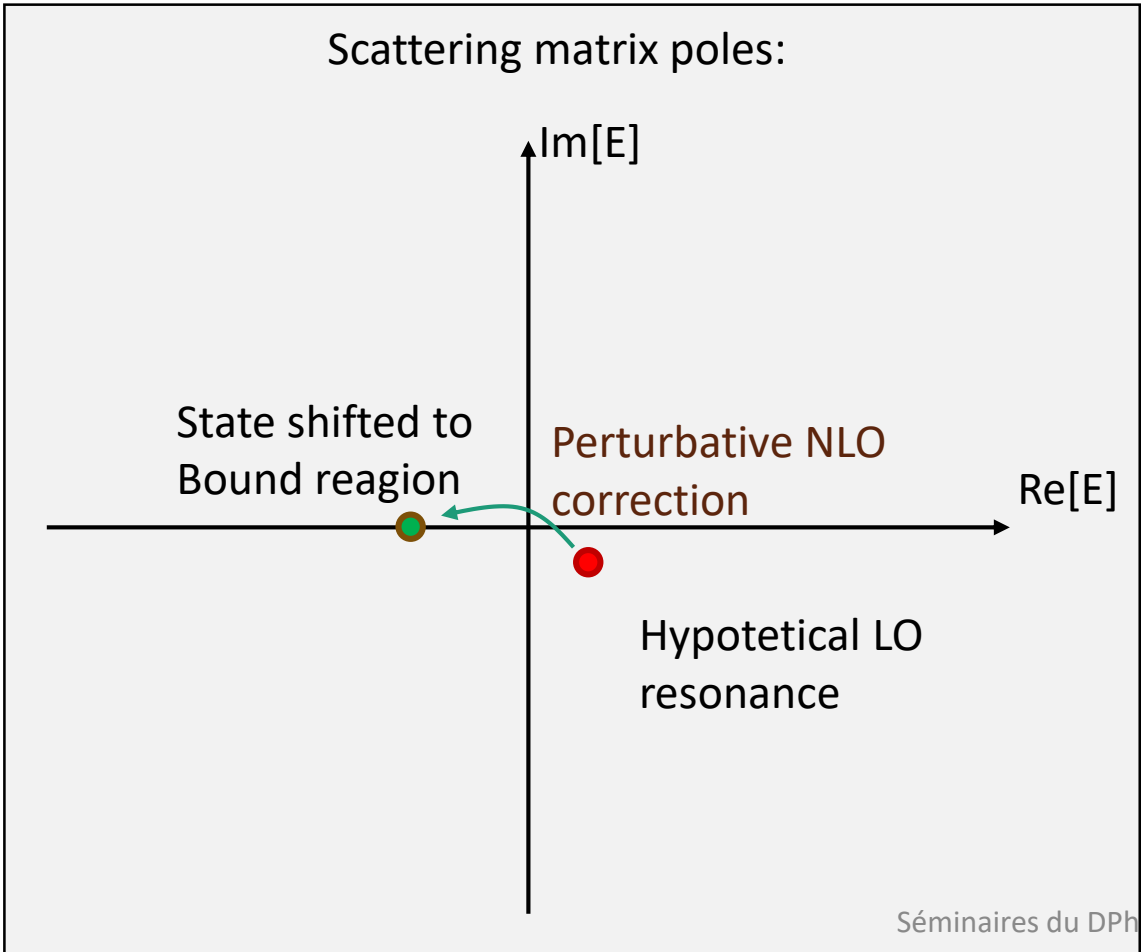 Scattering matrix poles:
Im[E]
State shifted to
Bound reagion
Perturbative NLO
correction
Re[E]
Hypotetical LO
resonance
Séminaires du DPh